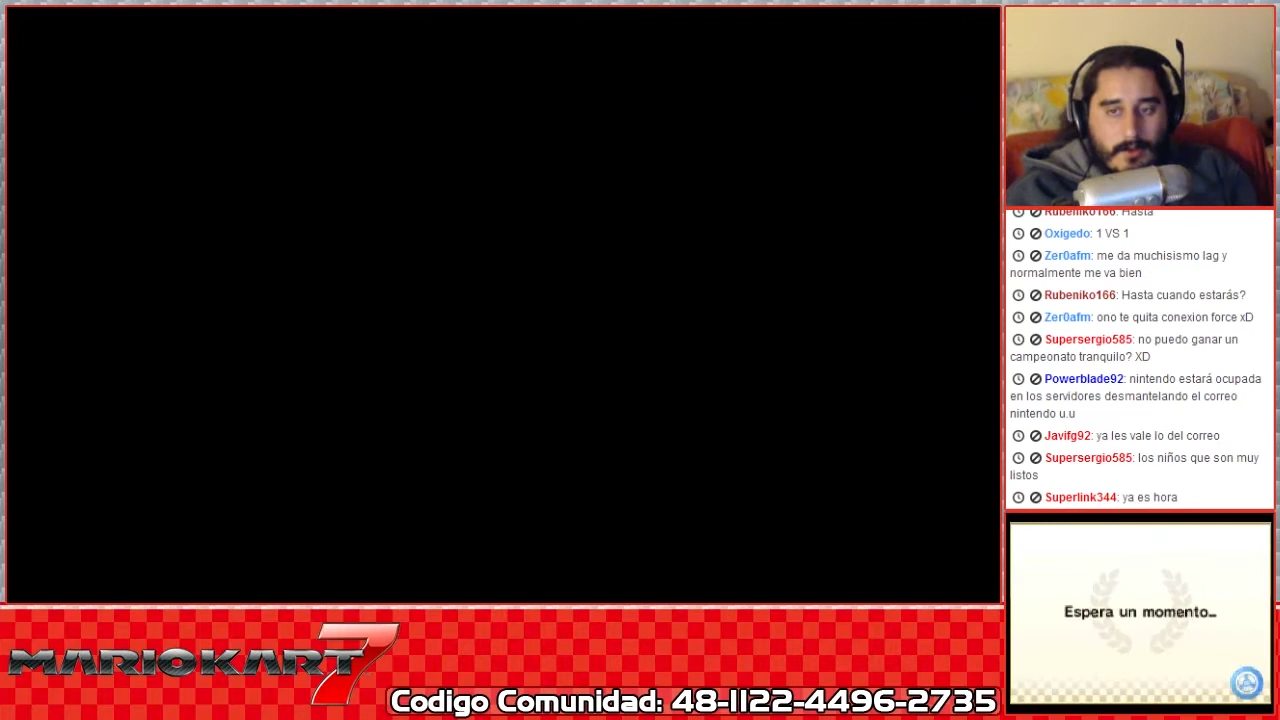 Rubeniko166: Hasta
Oxigedo: 1 VS 1
Zer0afm: me da muchisismo lag y
normalmente me va bien
Rubeniko166: Hasta cuando estarás?
Zer0afm: ono te quita conexion force xD
Supersergio585: no puedo ganar un
campeonato tranquilo? XD
Powerblade92: nintendo estará ocupada
en los servidores desmantelando el correo
nintendo u.u
Javifg92: ya les vale lo del correo
Supersergio585: los niños que son muy
listos
Superlink344: ya es hora
Espera un momento...
MARIOKART 7
Codigo Comunidad: 48-1122-4496-2735